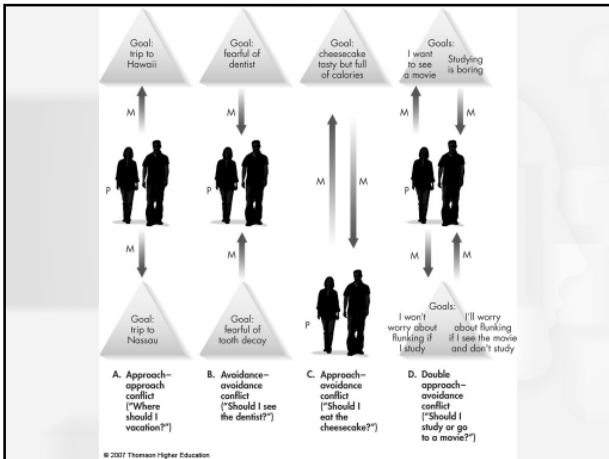 Goal:
trip to
Hawaii
Goal:
fearful of
dentist
Goal:
cheesecake
tasty but full
of calories
Goals:
I want
to see
a movie
Studying
is boring
M
M
M
M
M
M
P
P
P
M
M
M
M
P
Goal:
trip to
Nassau
Goal:
fearful of
tooth decay
Goals:
I won't
worry about
flunking if
I study
I'll worry
about flunking
if I see the movie
and don't study
A. Approach–
approach
conflict
("Where
should I
vacation?")
B. Avoidance–
avoidance
conflict
("Should I see
the dentist?")
C. Approach–
avoidance
conflict
("Should I
eat the
cheesecake?")
D. Double
approach–
avoidance
conflict
("Should I
study or go
to a movie?")
© 2007 Thomson Higher Education